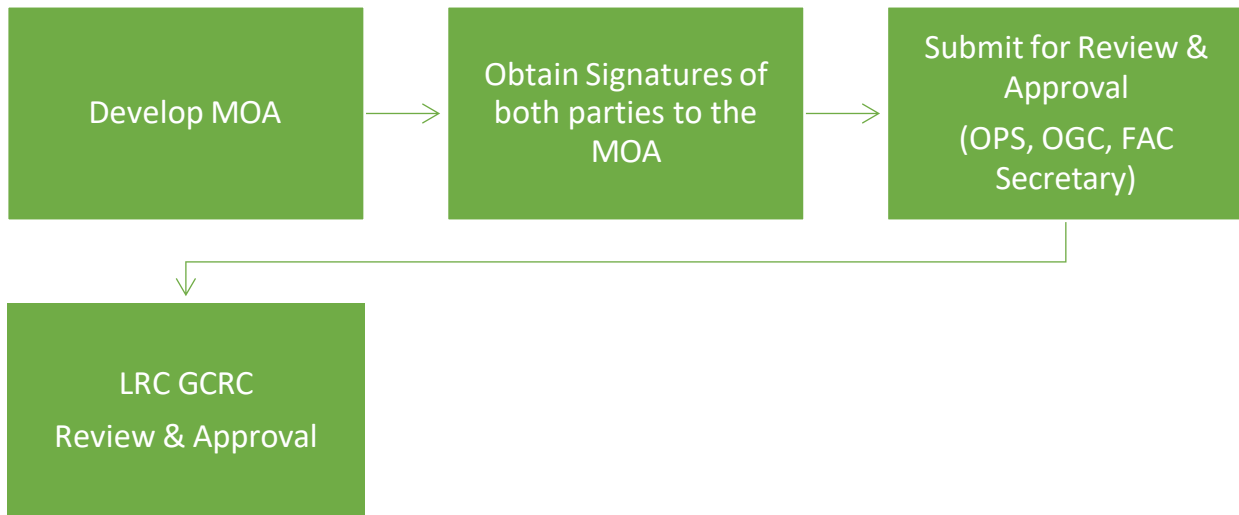 Develop MOA
Obtain Signatures of
both parties to the
MOA
Submit for Review &
Approval
(OPS, OGC, FAC
Secretary)
LRC GCRC
Review & Approval